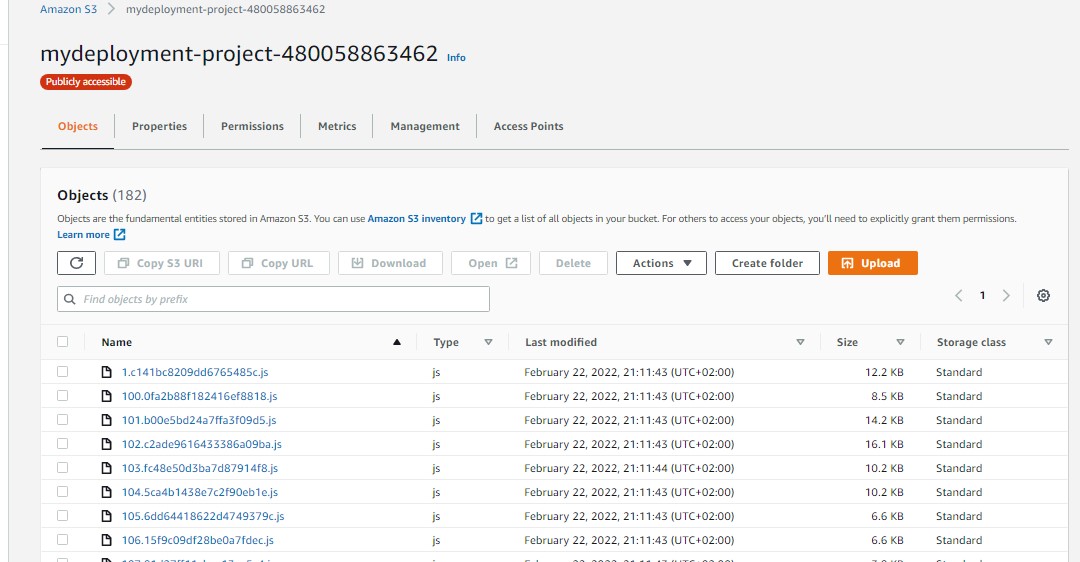 Amazon S3 > mydeployment-project-480058863462
mydeployment-project-480058863462 Info
Publicly accessible
Objects Properties Permissions Metrics Management Access Points
Objects (182)
Objects are the fundamental entities stored in Amazon S3. You can use Amazon S3 inventory to get a list of all objects in your bucket. For others to access your objects, you'll need to explicitly grant them permissions.
Learn more
Copy S3 URI Copy URL Download Open Delete Actions Create folder Upload
Find objects by prefix 1
Name Type Last modified Size Storage class
1.c141bc8209dd6765485c.js js February 22, 2022, 21:11:43 (UTC+02:00) 12.2 KB Standard
100.0fa2b88f182416ef8818.js js February 22, 2022, 21:11:43 (UTC+02:00) 8.5 KB Standard
101.b00e5bd24a7ffa3f09d5.js js February 22, 2022, 21:11:43 (UTC+02:00) 14.2 KB Standard
102.c2ade9616433386a09ba.js js February 22, 2022, 21:11:43 (UTC+02:00) 16.1 KB Standard
103.fc48e50d3ba7d87914f8.js js February 22, 2022, 21:11:44 (UTC+02:00) 10.2 KB Standard
104.5ca4b1438e7c2f90eb1e.js js February 22, 2022, 21:11:43 (UTC+02:00) 10.2 KB Standard
105.6dd64418622d4749379c.js js February 22, 2022, 21:11:43 (UTC+02:00) 6.6 KB Standard
106.15f9c09df28be0a7fdec.js js February 22, 2022, 21:11:43 (UTC+02:00) 6.6 KB Standard